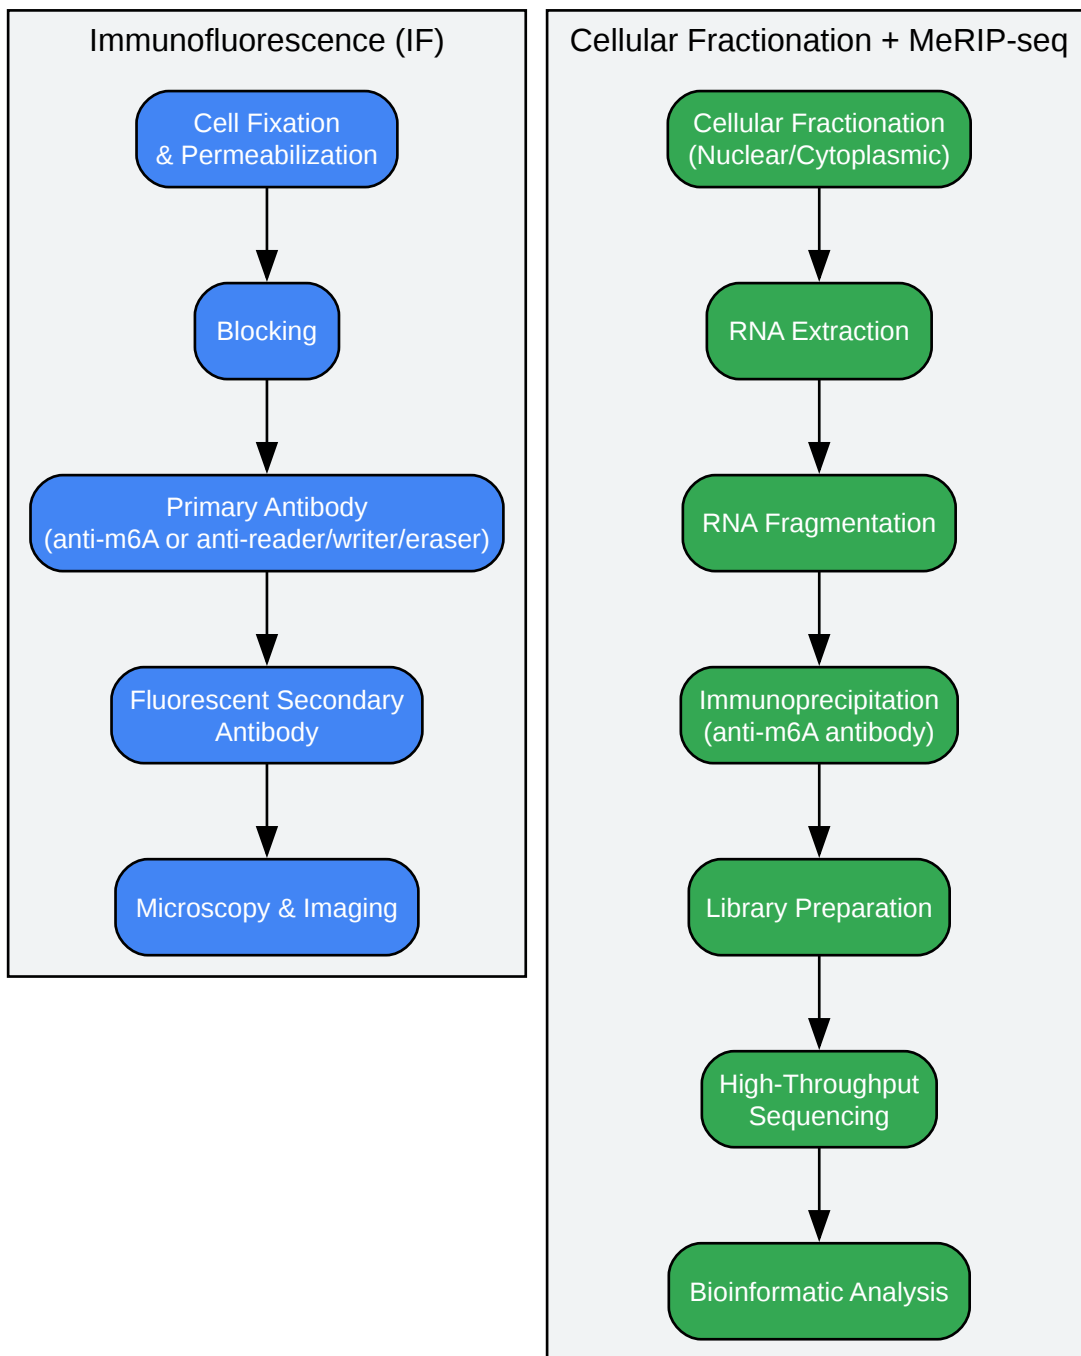 Immunofluorescence (IF)
Cell Fixation
& Permeabilization
Blocking
Primary Antibody
(anti-m6A or anti-reader/writer/eraser)
Fluorescent Secondary
Antibody
Microscopy & Imaging
Cellular Fractionation + MeRIP-seq
Cellular Fractionation
(Nuclear/Cytoplasmic)
RNA Extraction
RNA Fragmentation
Immunoprecipitation
(anti-m6A antibody)
Library Preparation
High-Throughput
Sequencing
Bioinformatic Analysis